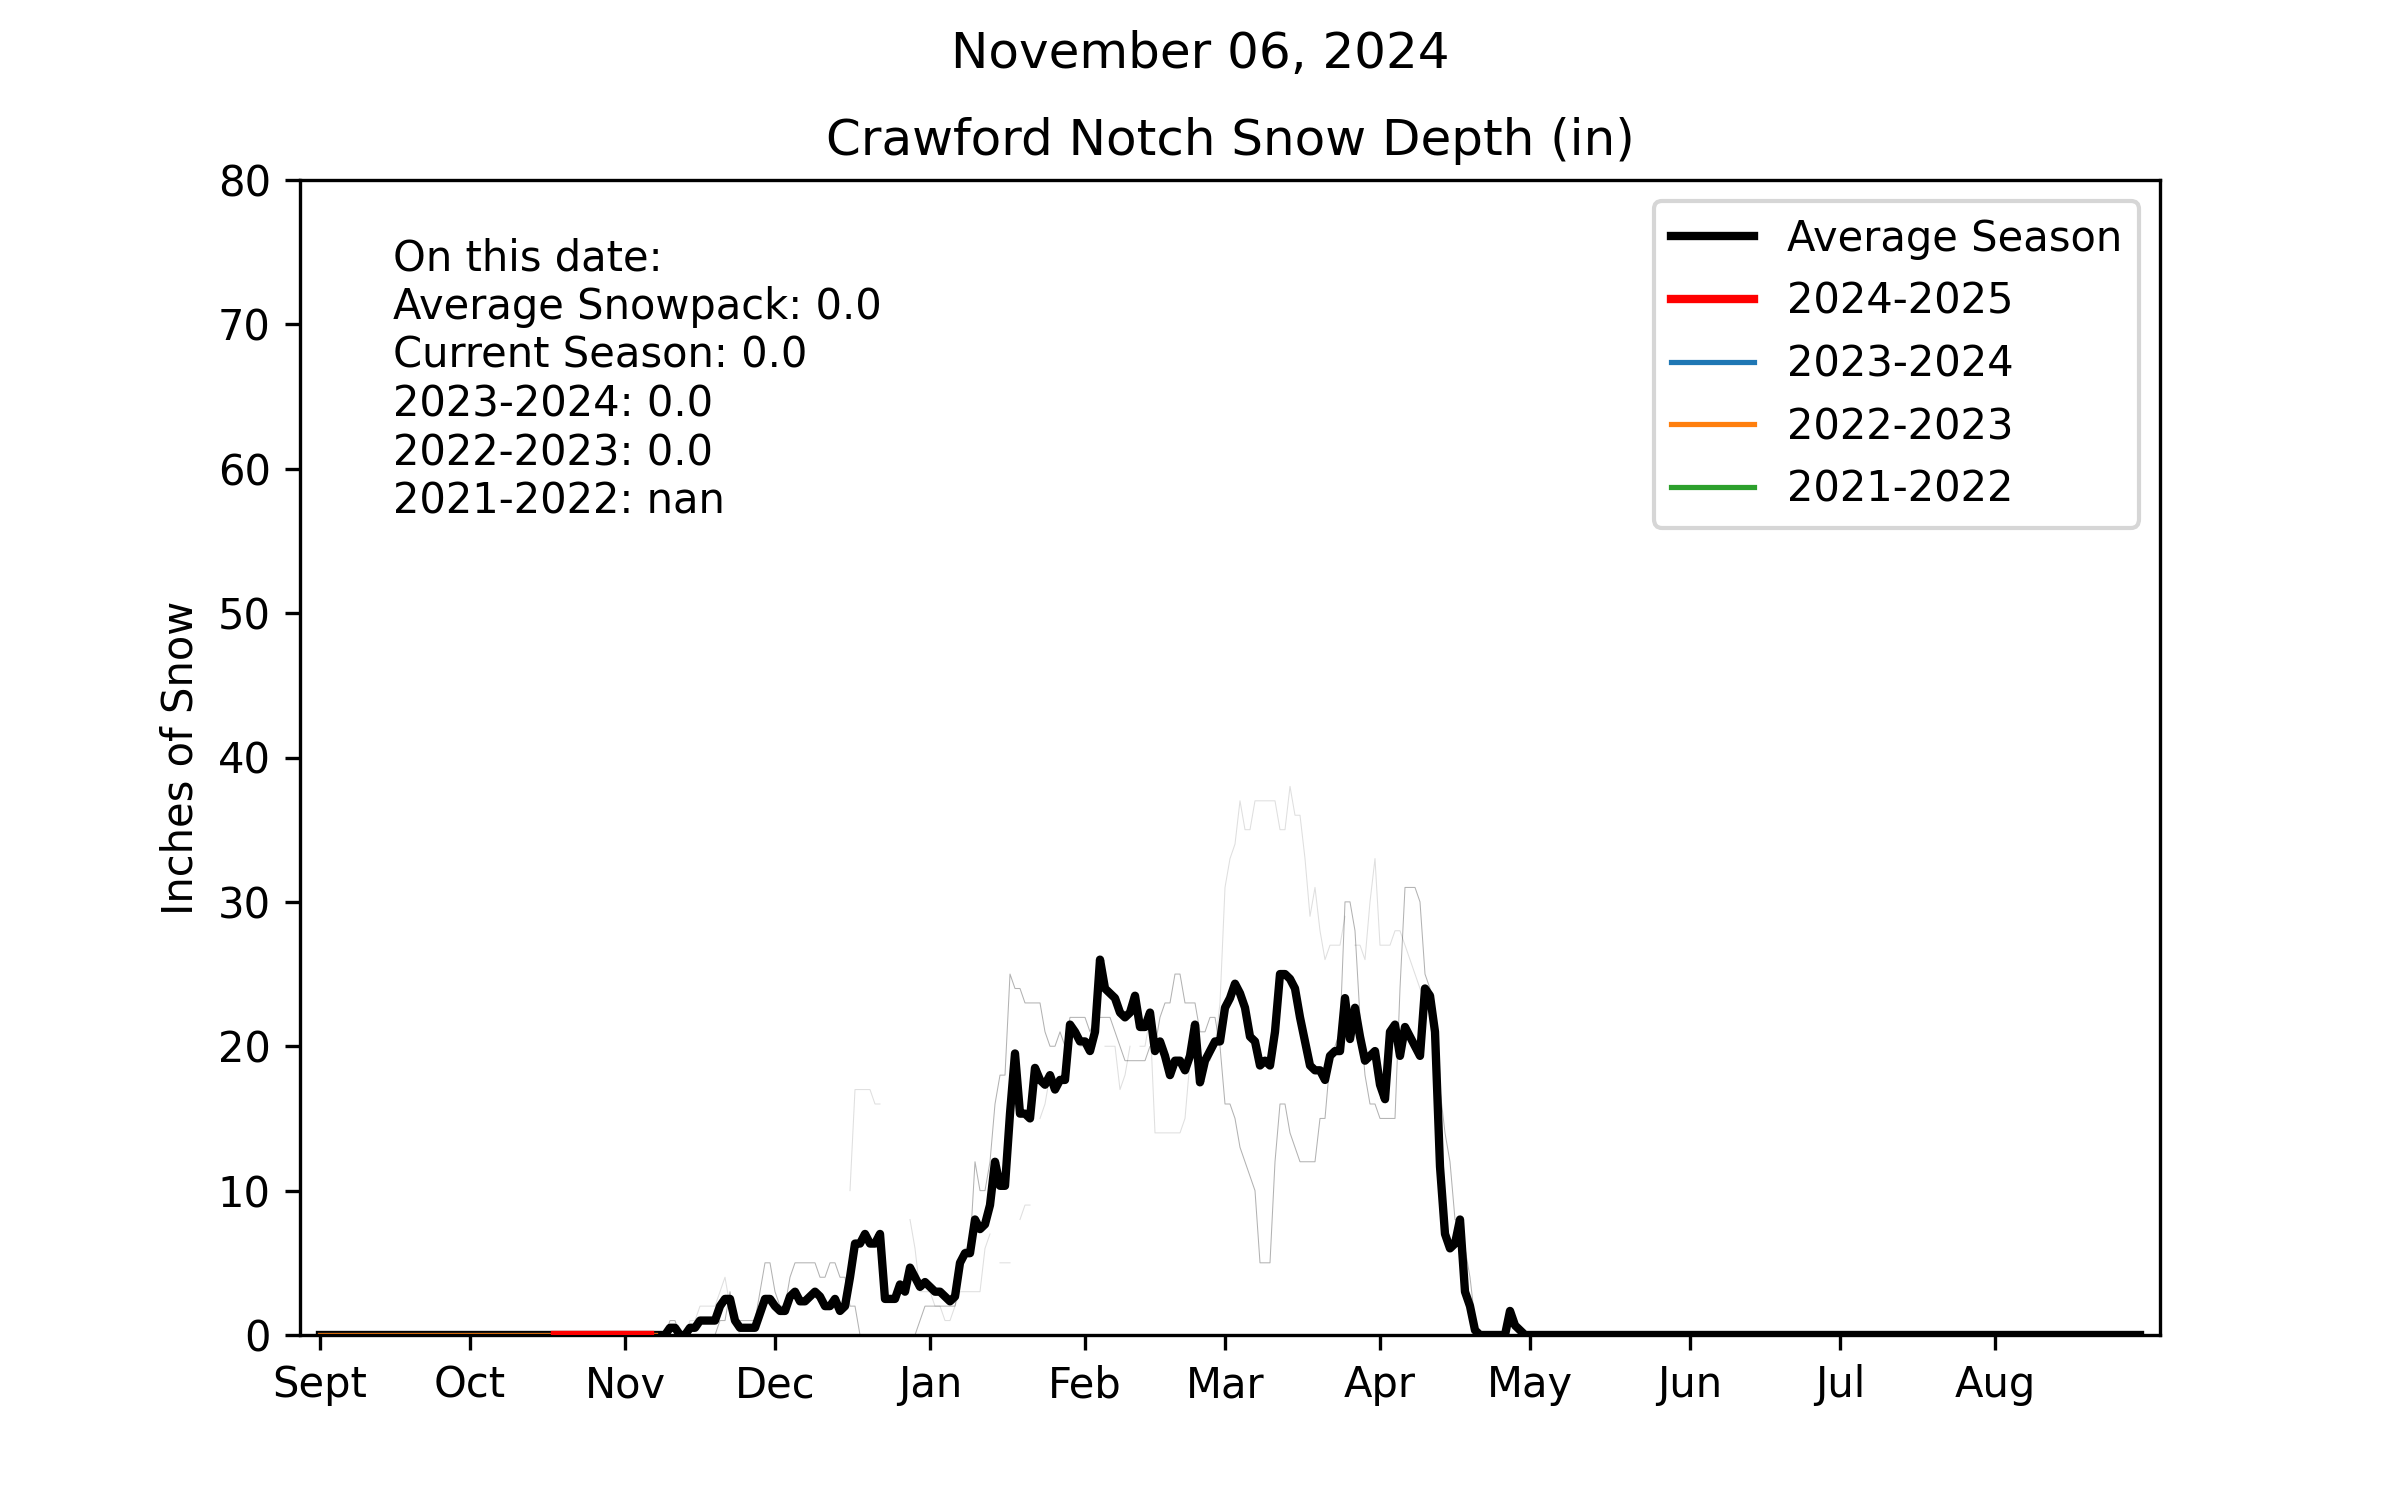 November 06, 2024
Crawford Notch Snow Depth (in)
80
70
60
50
40
30
20
10
0
Inches of Snow
On this date:
Average Snowpack: 0.0
Current Season: 0.0
2023-2024: 0.0
2022-2023: 0.0
2021-2022: nan
Average Season
2024-2025
2023-2024
2022-2023
2021-2022
Sept Oct Nov Dec Jan Feb Mar Apr May Jun Jul Aug